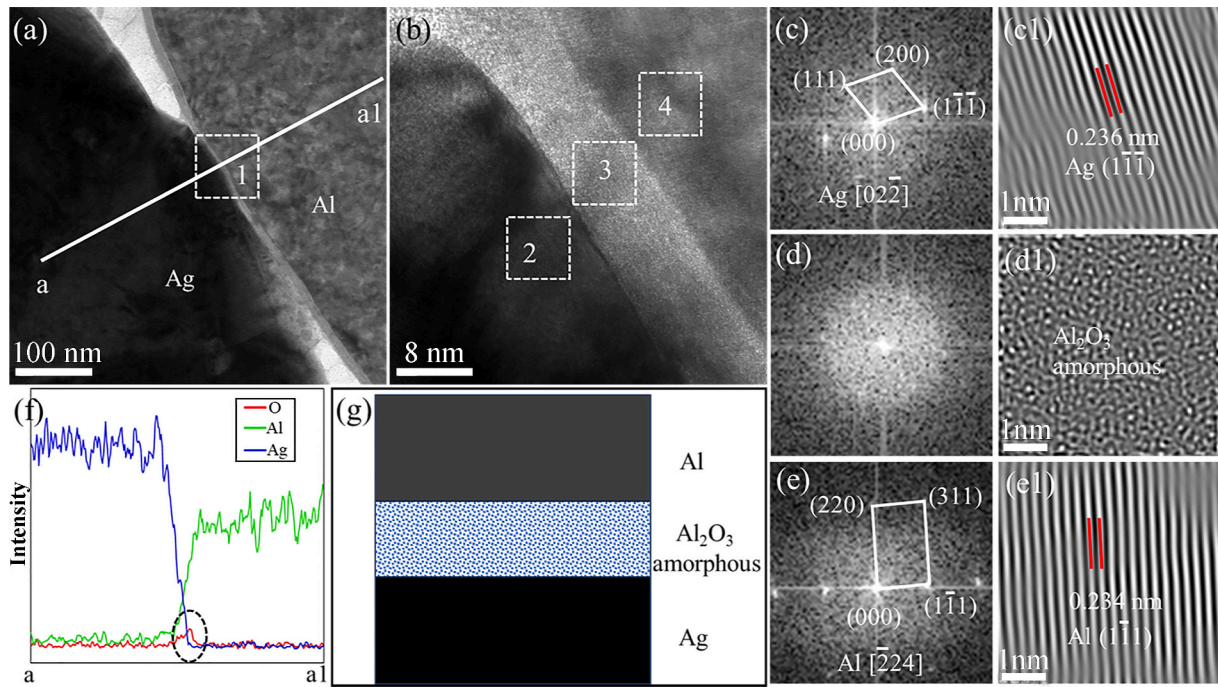 (a)
a1
1
Al
Ag
a
100 nm
(b)
4
3
2
8 nm
(c)
(200)
(111)
(11̅1̅)
(000)
Ag [022̅]
(c1)
0.236 nm
Ag (11̅1̅)
1nm
(d)
(d1)
Al₂O₃
amorphous
1nm
(e)
(220)
(311)
(000)
(11̅1)
Al [2̅24]
(e1)
0.234 nm
Al (11̅1)
1nm
(f)
O
Al
Ag
Intensity
a
a1
(g)
Al
Al₂O₃
amorphous
Ag